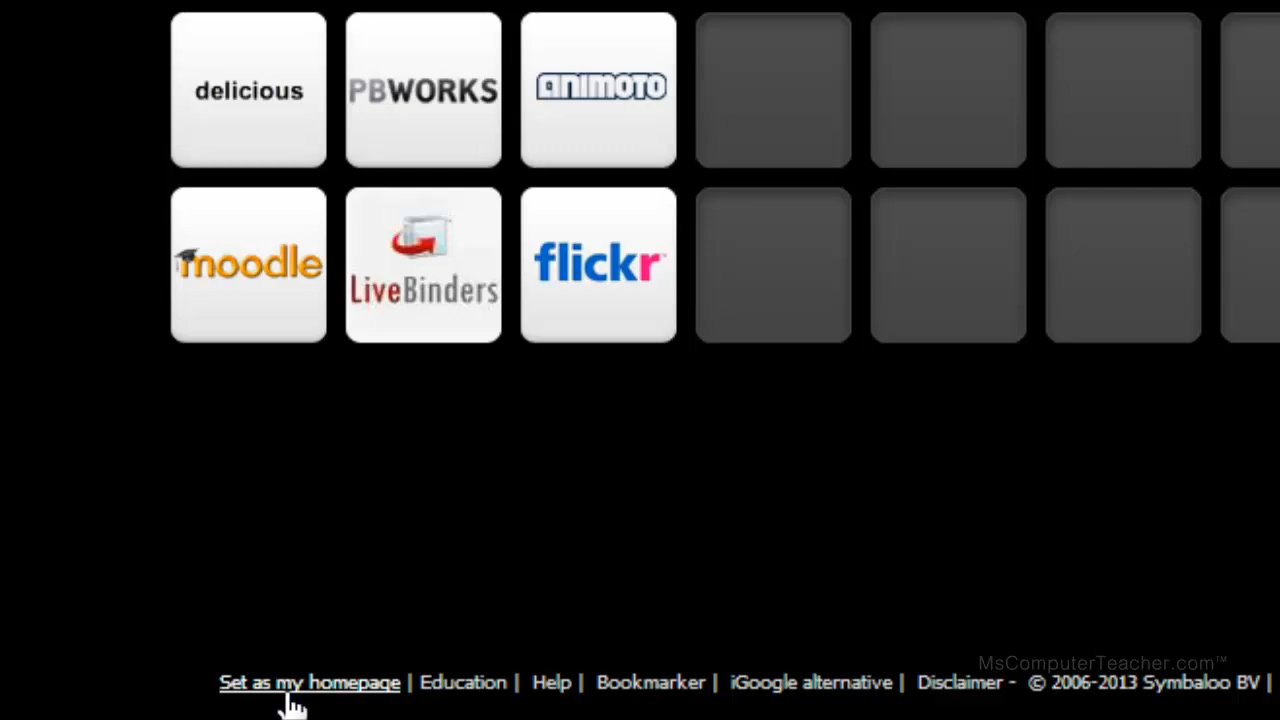 delicious
PBWORKS
ANIMOTO
moodle
LiveBinders
flickr
MsComputerTeacher.com™
Set as my homepage | Education | Help | Bookmarker | iGoogle alternative | Disclaimer - © 2006-2013 Symbaloo BV |